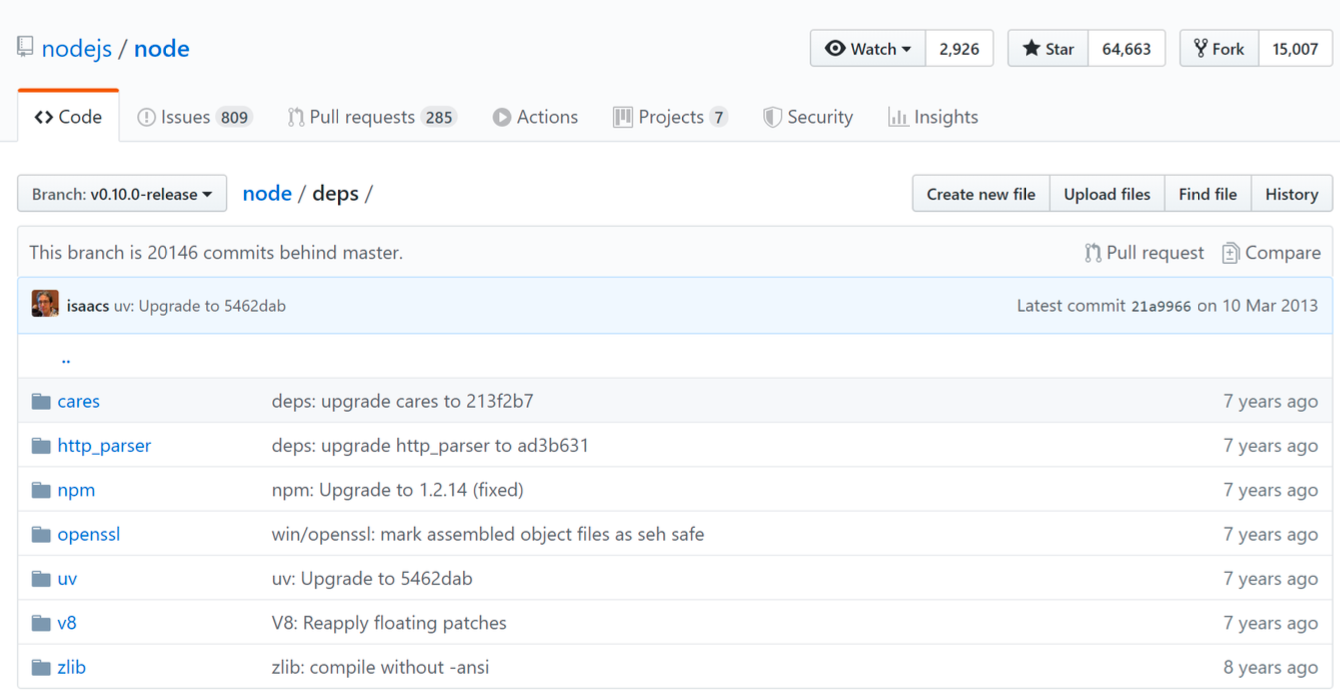 nodejs / node Watch 2,926 Star 64,663 Fork 15,007
Code Issues 809 Pull requests 285 Actions Projects 7 Security Insights
Branch: v0.10.0-release node / deps / Create new file Upload files Find file History
This branch is 20146 commits behind master. Pull request Compare
isaacs uv: Upgrade to 5462dab Latest commit 21a9966 on 10 Mar 2013
..
cares deps: upgrade cares to 213f2b7 7 years ago
http_parser deps: upgrade http_parser to ad3b631 7 years ago
npm npm: Upgrade to 1.2.14 (fixed) 7 years ago
openssl win/openssl: mark assembled object files as seh safe 7 years ago
uv uv: Upgrade to 5462dab 7 years ago
v8 V8: Reapply floating patches 7 years ago
zlib zlib: compile without -ansi 8 years ago